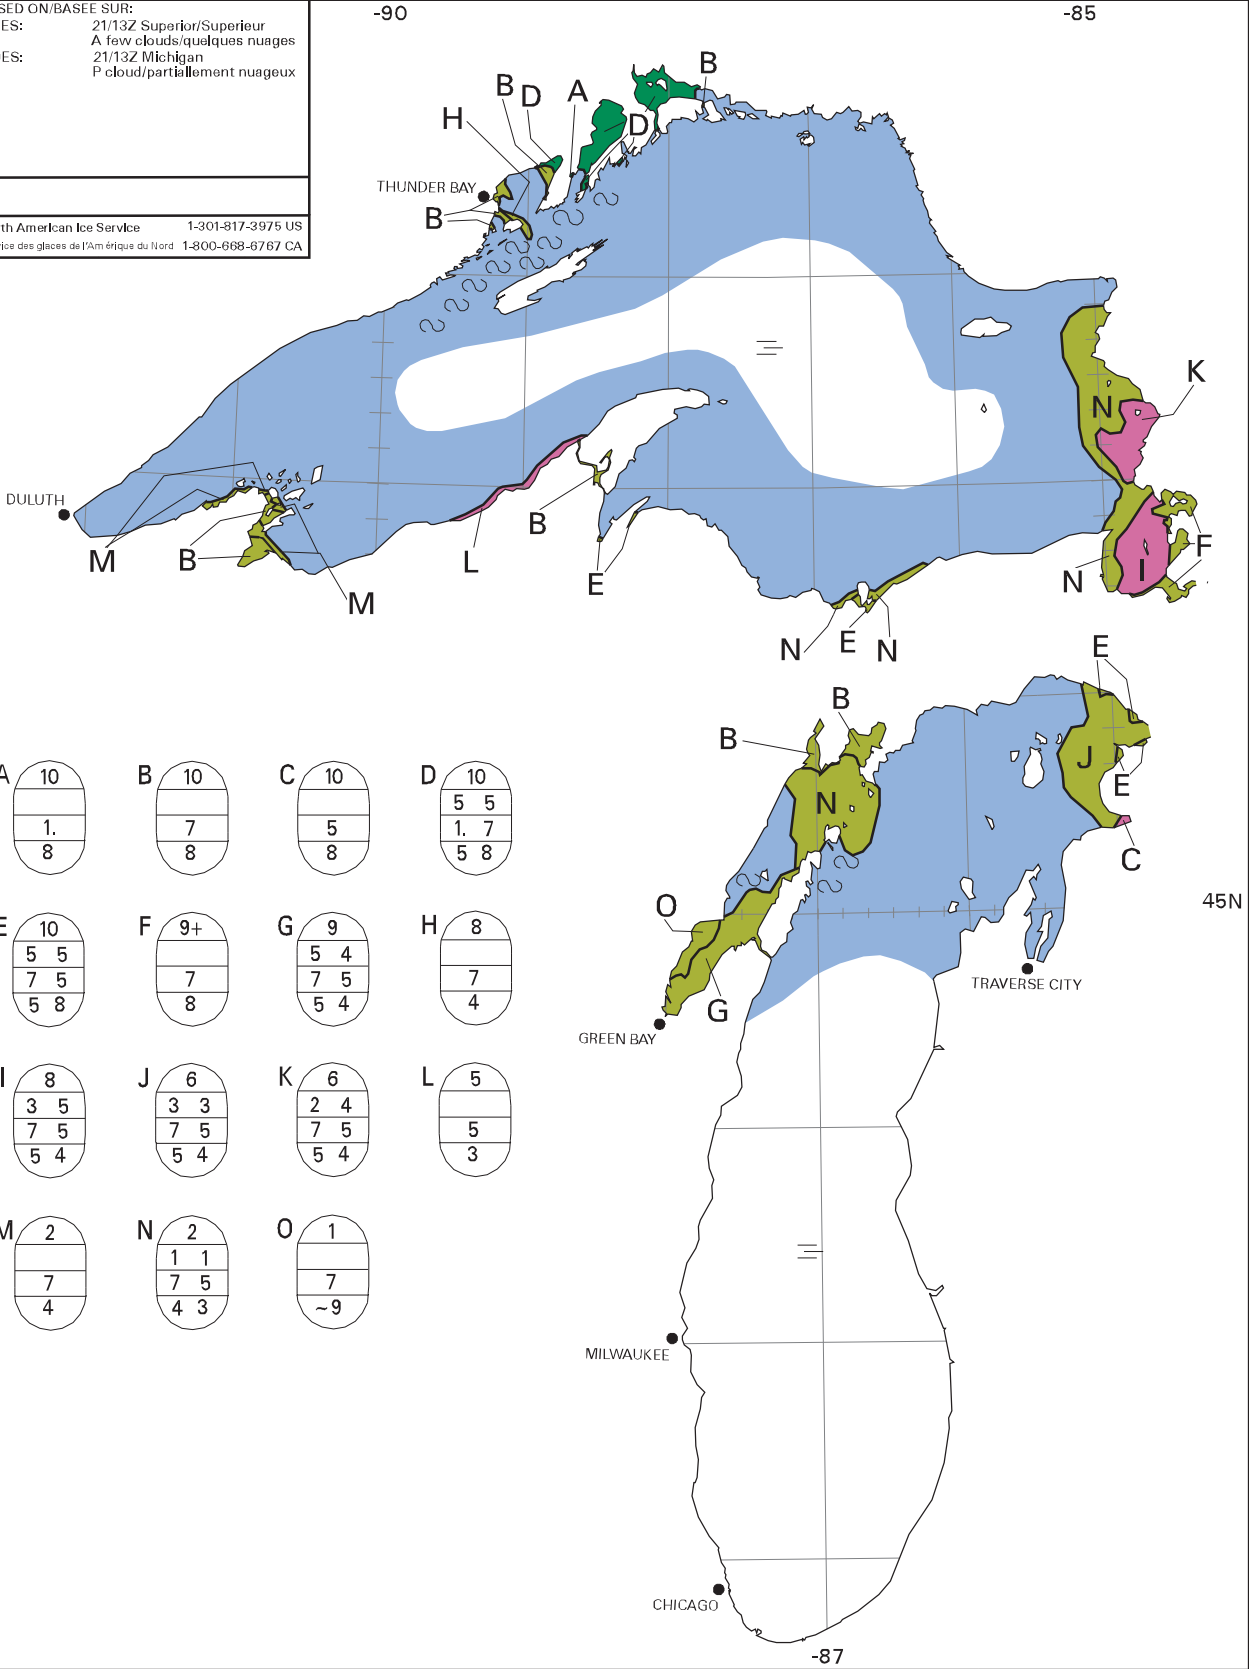 SED ON/BASEE SUR:
ES: 21/13Z Superior/Superieur
A few clouds/quelques nuages
ES: 21/13Z Michigan
P cloud/partiallement nuageux
rth American Ice Service 1-301-817-3975 US
vice des glaces de l'Amérique du Nord 1-800-668-6767 CA
-90
-85
B
B
D
A
H
D
THUNDER BAY
B
K
N
DULUTH
M
B
L
B
E
M
N
F
I
N
E
N
E
B
B
J
N
E
C
O
45N
G
TRAVERSE CITY
GREEN BAY
MILWAUKEE
CHICAGO
-87
A
10
1.
8
B
10
7
8
C
10
5
8
D
10
5 5
1. 7
5 8
E
10
5 5
7 5
5 8
F
9+
7
8
G
9
5 4
7 5
5 4
H
8
7
4
I
8
3 5
7 5
5 4
J
6
3 3
7 5
5 4
K
6
2 4
7 5
5 4
L
5
5
3
M
2
7
4
N
2
1 1
7 5
4 3
O
1
7
~9